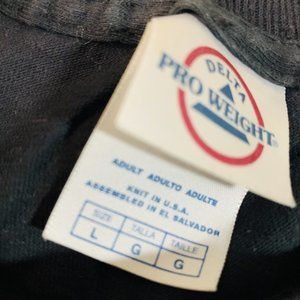 DELTA
PRO WEIGHT®
ADULT ADULTO ADULTE
KNIT IN U.S.A.
ASSEMBLED IN EL SALVADOR
SIZE TALLA TAILLE
L G G